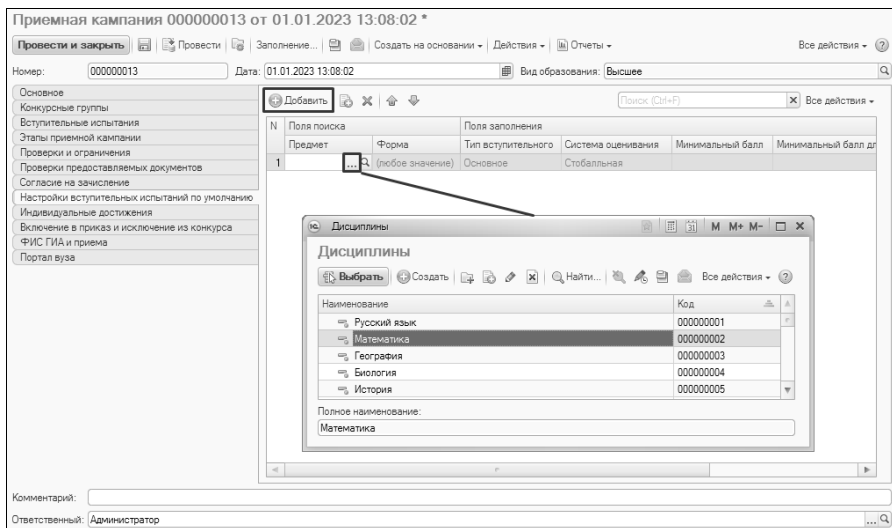 Приемная кампания 000000013 от 01.01.2023 13:08:02 *
Провести и закрыть Провести Заполнение... Создать на основании Действия Отчеты Все действия
Номер: 000000013 Дата: 01.01.2023 13:08:02 Вид образования: Высшее
Основное
Конкурсные группы
Вступительные испытания
Этапы приемной кампании
Проверки и ограничения
Проверки предоставляемых документов
Согласие на зачисление
Настройки вступительных испытаний по умолчанию
Индивидуальные достижения
Включение в приказ и исключение из конкурса
ФИС ГИА и приема
Портал вуза
Добавить Поиск (Ctrl+F) Все действия
N Поля поиска Поля заполнения
Предмет Форма Тип вступительного Система оценивания Минимальный балл Минимальный балл дл
1 ... (любое значение) Основное Стобалльная
Дисциплины 31 M M+ M-
Дисциплины
Выбрать Создать Найти... Все действия
Наименование Код
Русский язык 000000001
Математика 000000002
География 000000003
Биология 000000004
История 000000005
Полное наименование:
Математика
Комментарий:
Ответственный: Администратор ...